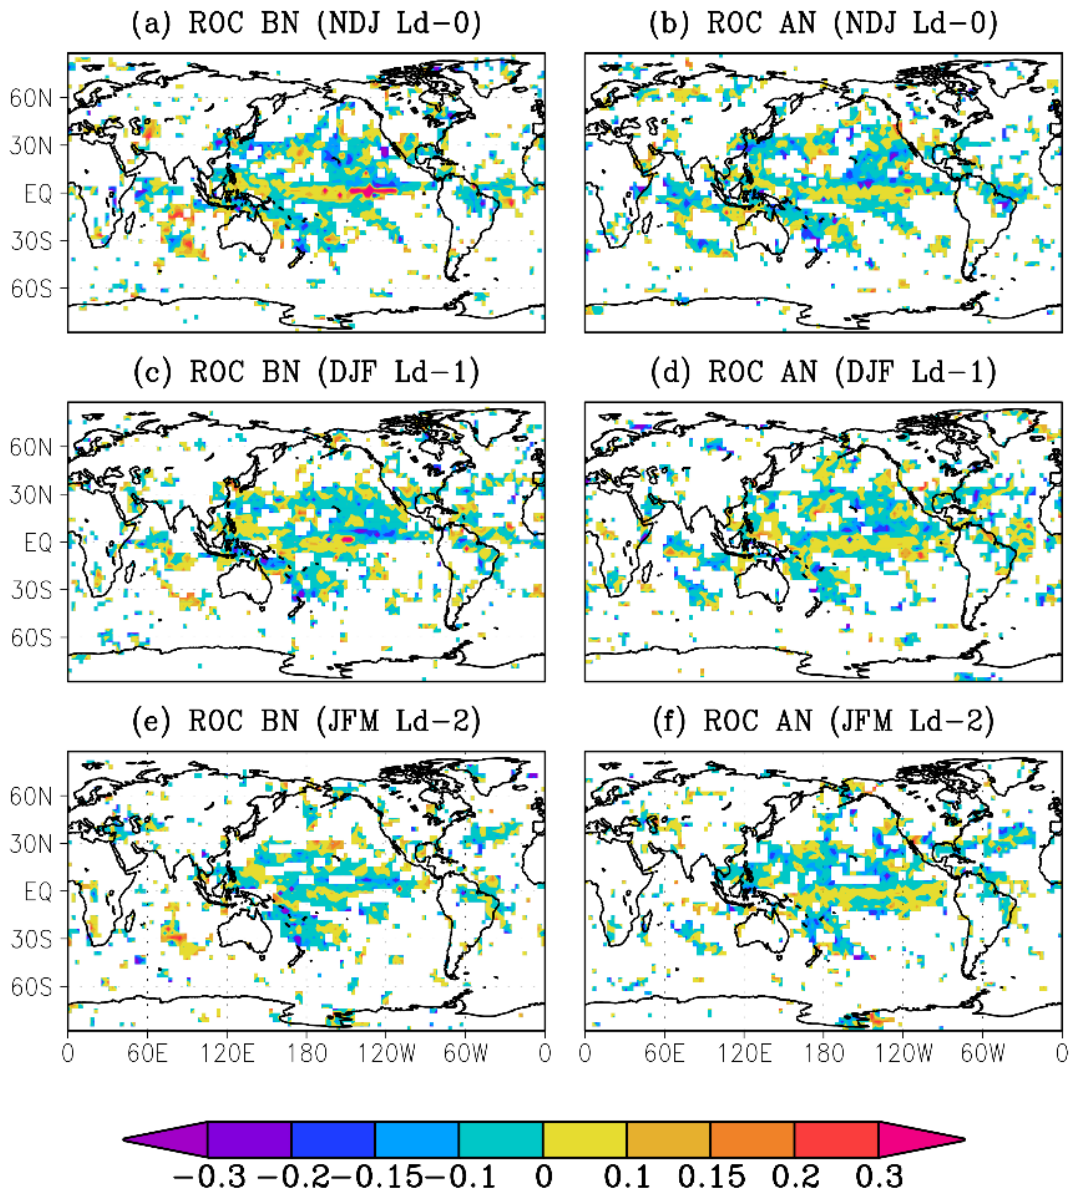 (a) ROC BN (NDJ Ld−0)
(b) ROC AN (NDJ Ld−0)
60N
30N
EQ
30S
60S
(c) ROC BN (DJF Ld−1)
(d) ROC AN (DJF Ld−1)
60N
30N
EQ
30S
60S
(e) ROC BN (JFM Ld−2)
(f) ROC AN (JFM Ld−2)
60N
30N
EQ
30S
60S
0 60E 120E 180 120W 60W 0
0 60E 120E 180 120W 60W 0
−0.3 −0.2 −0.15 −0.1 0 0.1 0.15 0.2 0.3